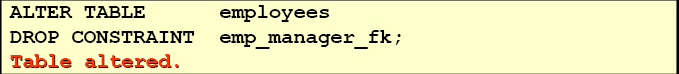 ALTER TABLE employees
DROP CONSTRAINT emp_manager_fk;
Table altered.